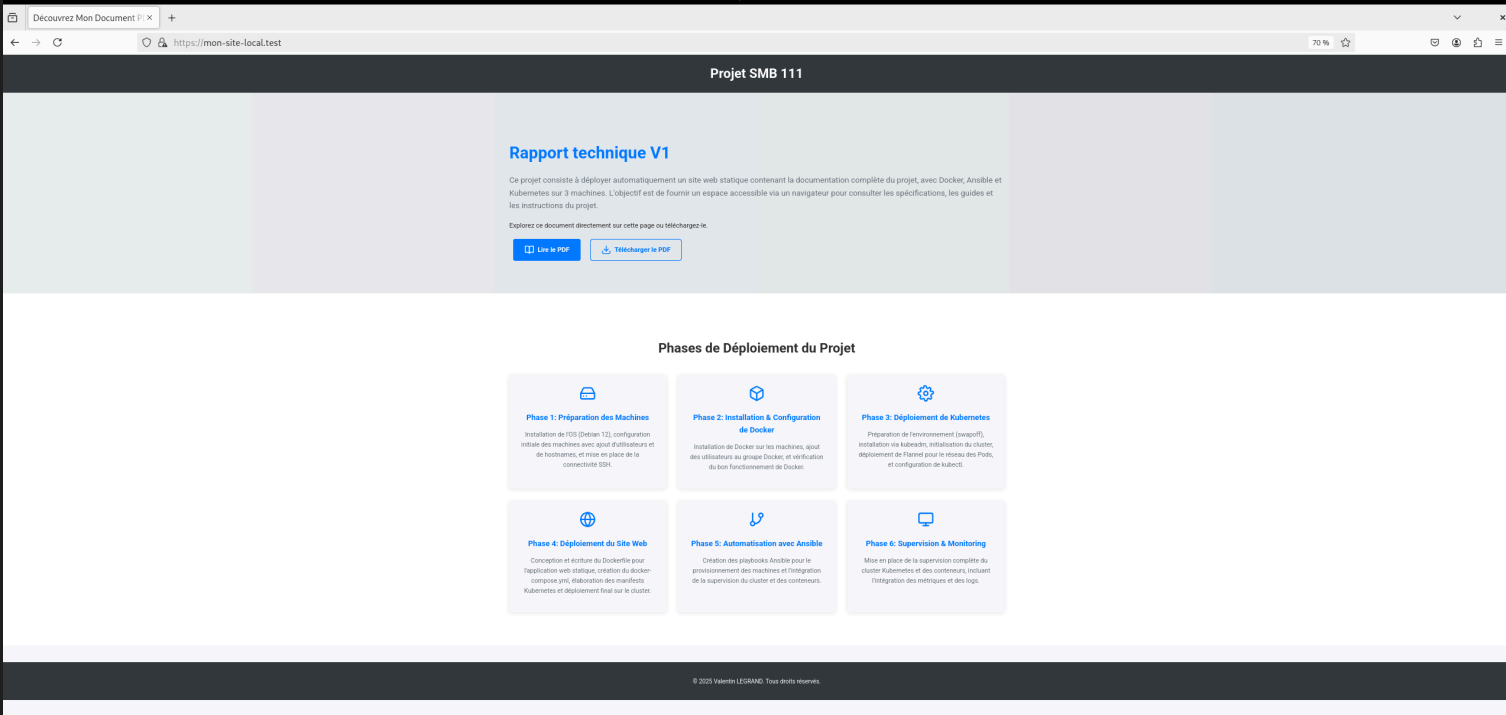 Découvrez Mon Document P
https://mon-site-local.test
70 %
Projet SMB 111
Rapport technique V1
Ce projet consiste à déployer automatiquement un site web statique contenant la documentation complète du projet, avec Docker, Ansible et
Kubernetes sur 3 machines. L'objectif est de fournir un espace accessible via un navigateur pour consulter les spécifications, les guides et
les instructions du projet.
Explorez ce document directement sur cette page ou téléchargez-le.
Lire le PDF
Télécharger le PDF
Phases de Déploiement du Projet
Phase 1: Préparation des Machines
Installation de l'OS (Debian 12), configuration
initiale des machines avec ajout d'utilisateurs et
de hostnames, et mise en place de la
connectivité SSH.
Phase 2: Installation & Configuration
de Docker
Installation de Docker sur les machines, ajout
des utilisateurs au groupe Docker, et vérification
du bon fonctionnement de Docker.
Phase 3: Déploiement de Kubernetes
Préparation de l'environnement (swapoff),
installation via kubeadm, initialisation du cluster,
déploiement de Flannel pour le réseau des Pods,
et configuration de kubectl.
Phase 4: Déploiement du Site Web
Conception et écriture du Dockerfile pour
l'application web statique, création du docker-
compose.yml, élaboration des manifests
Kubernetes et déploiement final sur le cluster.
Phase 5: Automatisation avec Ansible
Création des playbooks Ansible pour le
provisionnement des machines et l'intégration
de la supervision du cluster et des conteneurs.
Phase 6: Supervision & Monitoring
Mise en place de la supervision complète du
cluster Kubernetes et des conteneurs, incluant
l'intégration des métriques et des logs.
© 2025 Valentin LEGRAND. Tous droits réservés.